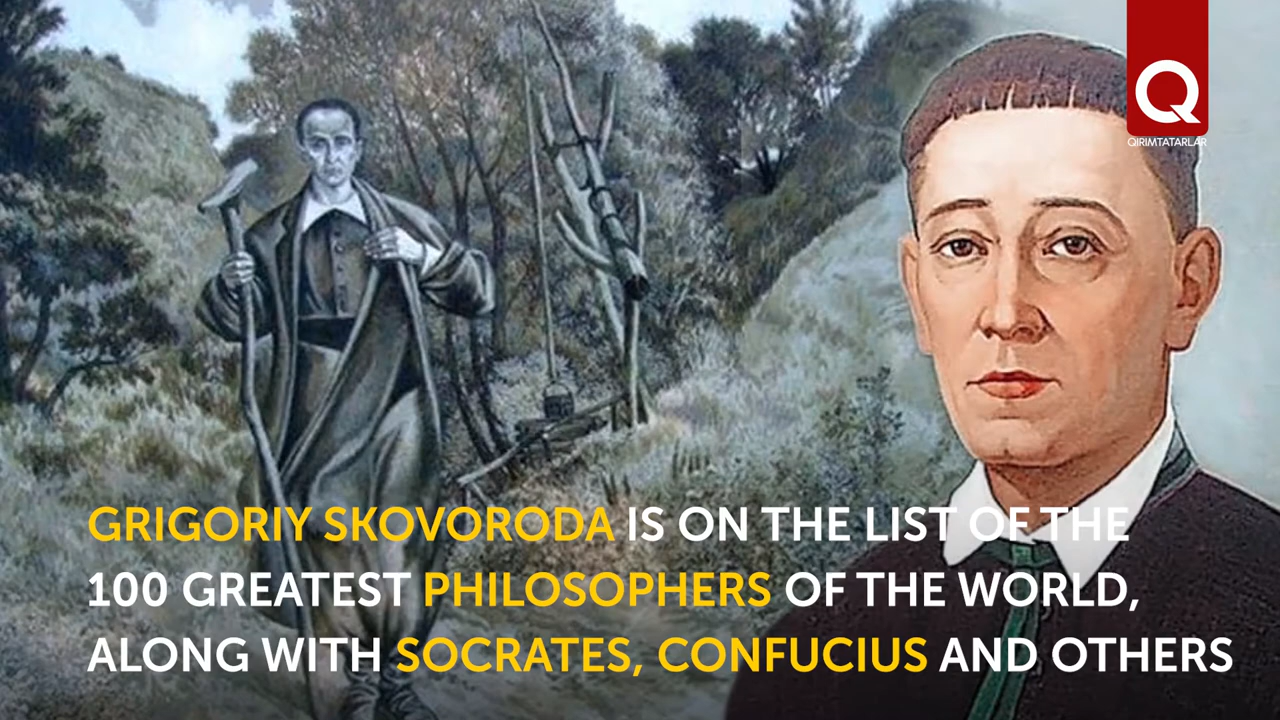 Q
QIRIMTATARLAR
GRIGORIY SKOVORODA IS ON THE LIST OF THE
100 GREATEST PHILOSOPHERS OF THE WORLD,
ALONG WITH SOCRATES, CONFUCIUS AND OTHERS